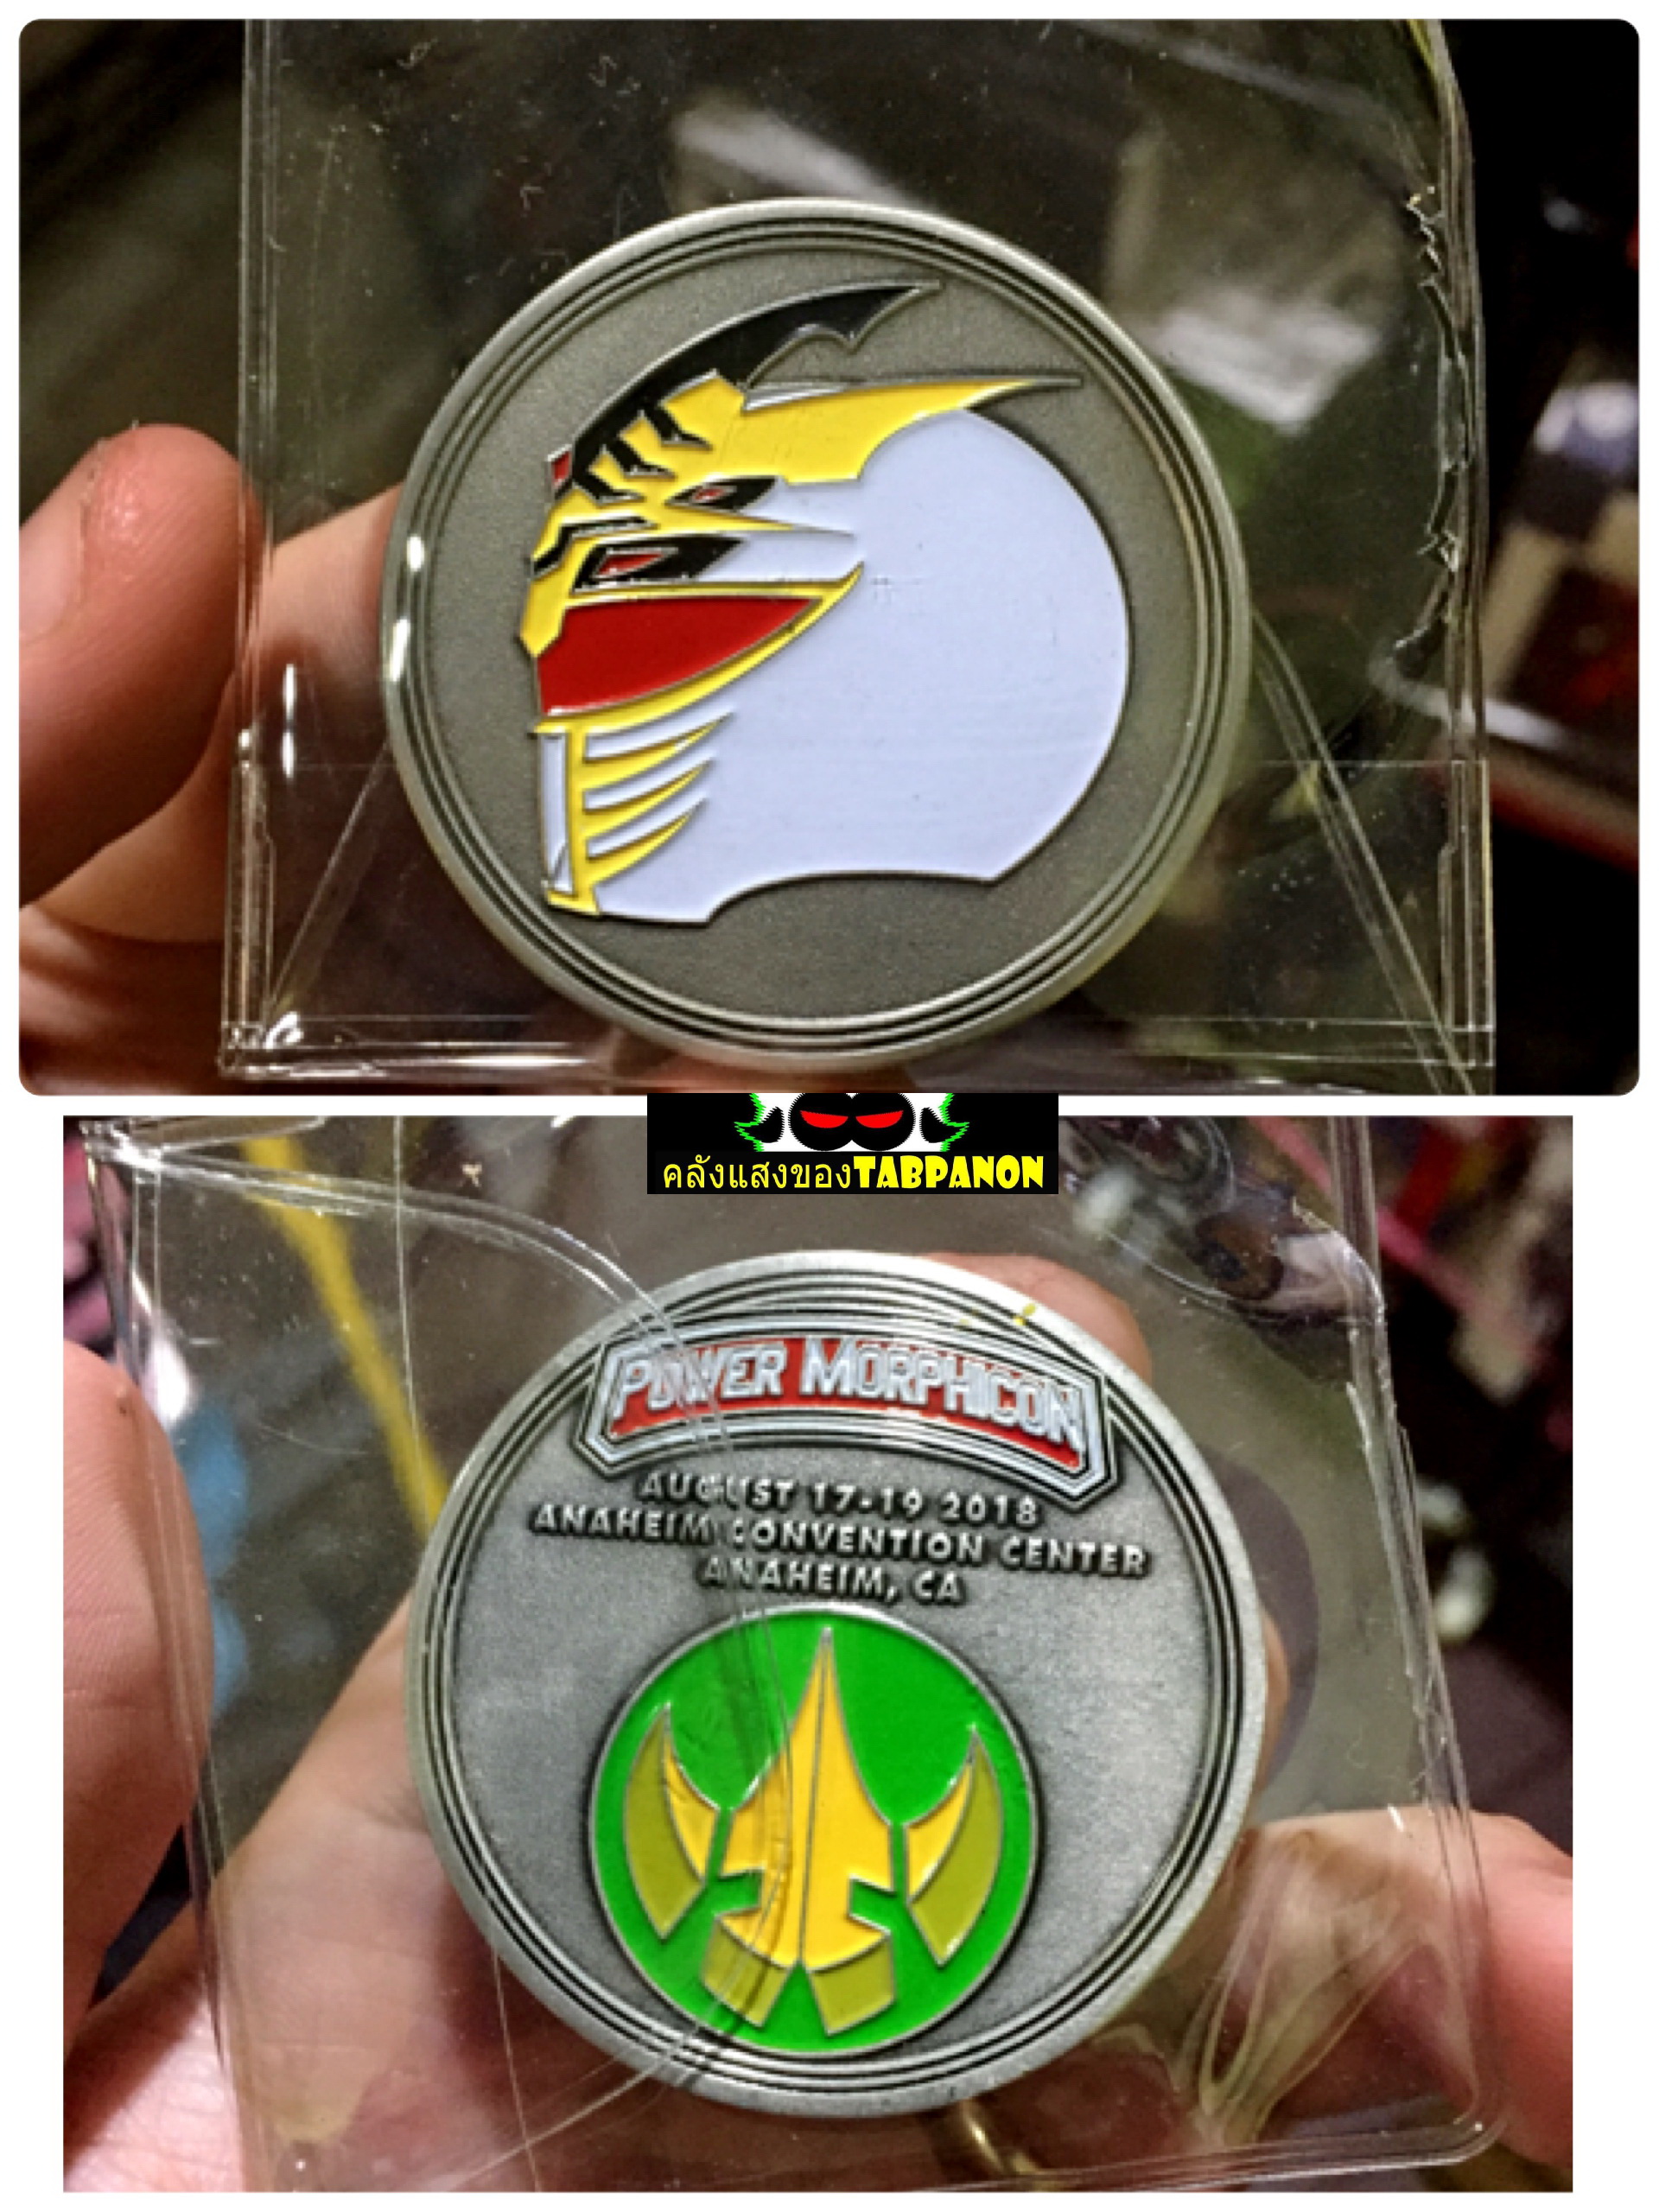 คลังแสงของTABPANON
POWER MORPHICON
AUGUST 17-19 2018
ANAHEIM CONVENTION CENTER
ANAHEIM, CA